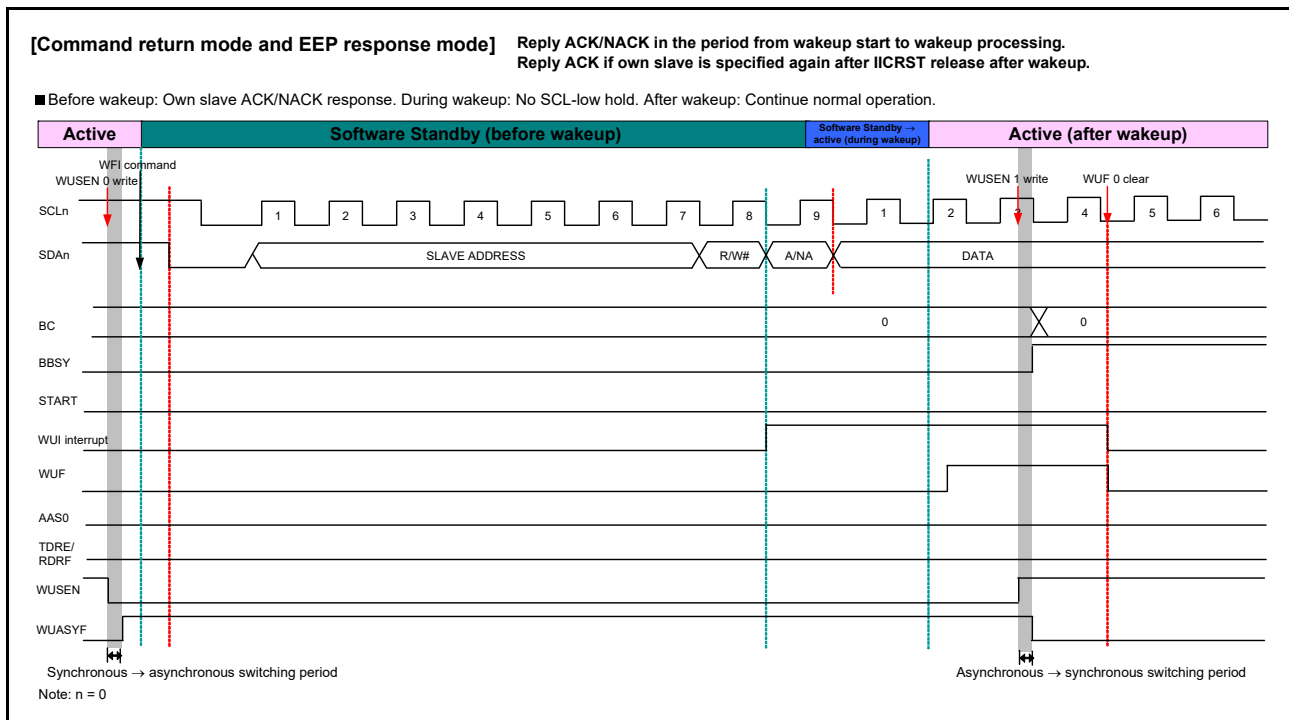 [Command return mode and EEP response mode]
Reply ACK/NACK in the period from wakeup start to wakeup processing.
Reply ACK if own slave is specified again after IICRST release after wakeup.
■ Before wakeup: Own slave ACK/NACK response. During wakeup: No SCL-low hold. After wakeup: Continue normal operation.
Active
Software Standby (before wakeup)
Software Standby →
active (during wakeup)
Active (after wakeup)
WFI command
WUSEN 0 write
WUSEN 1 write
WUF 0 clear
SCLn
1 2 3 4 5 6 7 8 9 1 2 3 4 5 6
SDAn
SLAVE ADDRESS
R/W#
A/NA
DATA
BC
0
0
BBSY
START
WUI interrupt
WUF
AAS0
TDRE/
RDRF
WUSEN
WUASYF
Synchronous → asynchronous switching period
Asynchronous → synchronous switching period
Note: n = 0